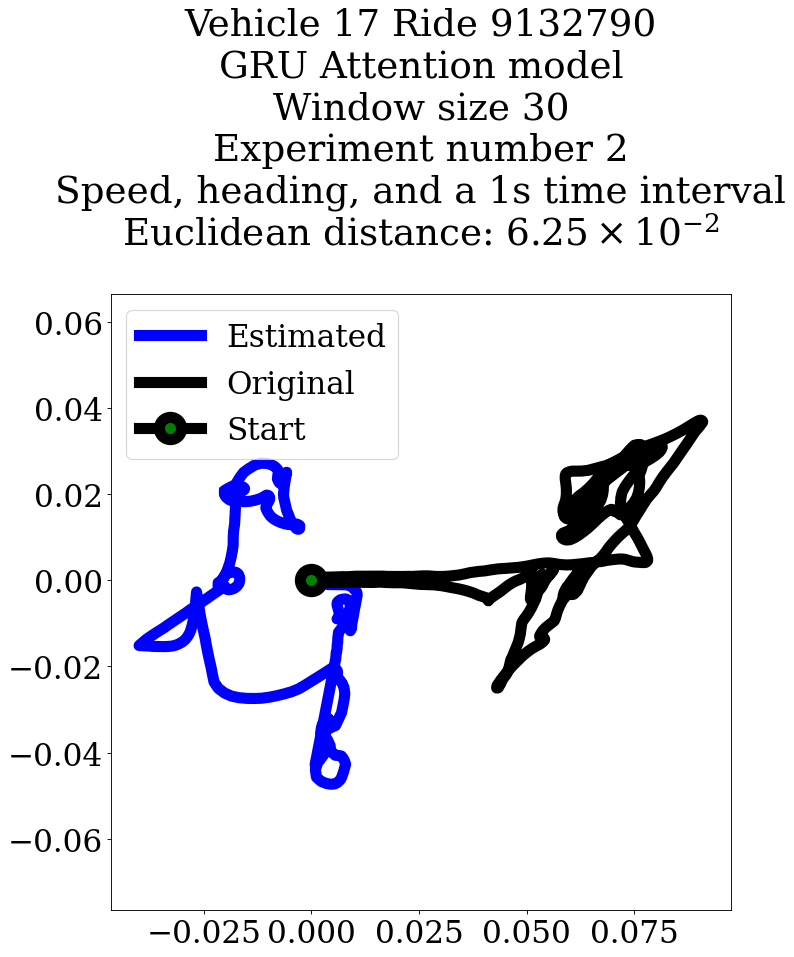 Vehicle 17 Ride 9132790
GRU Attention model
Window size 30
Experiment number 2
Speed, heading, and a 1s time interval
Euclidean distance: 6.25 × 10⁻²
Estimated
Original
Start
0.06
0.04
0.02
0.00
−0.02
−0.04
−0.06
−0.025 0.000 0.025 0.050 0.075